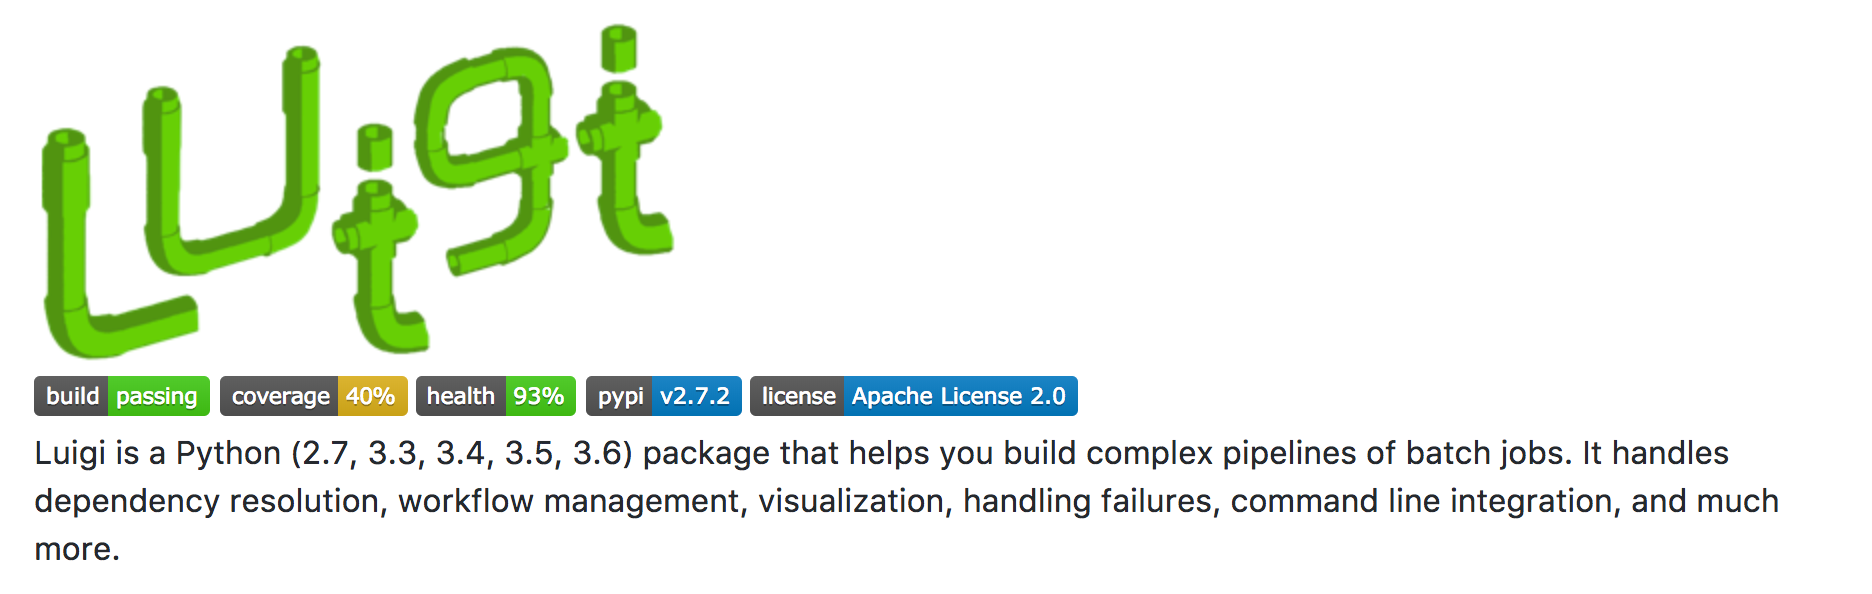 Luigi
build passing coverage 40% health 93% pypi v2.7.2 license Apache License 2.0
Luigi is a Python (2.7, 3.3, 3.4, 3.5, 3.6) package that helps you build complex pipelines of batch jobs. It handles
dependency resolution, workflow management, visualization, handling failures, command line integration, and much
more.